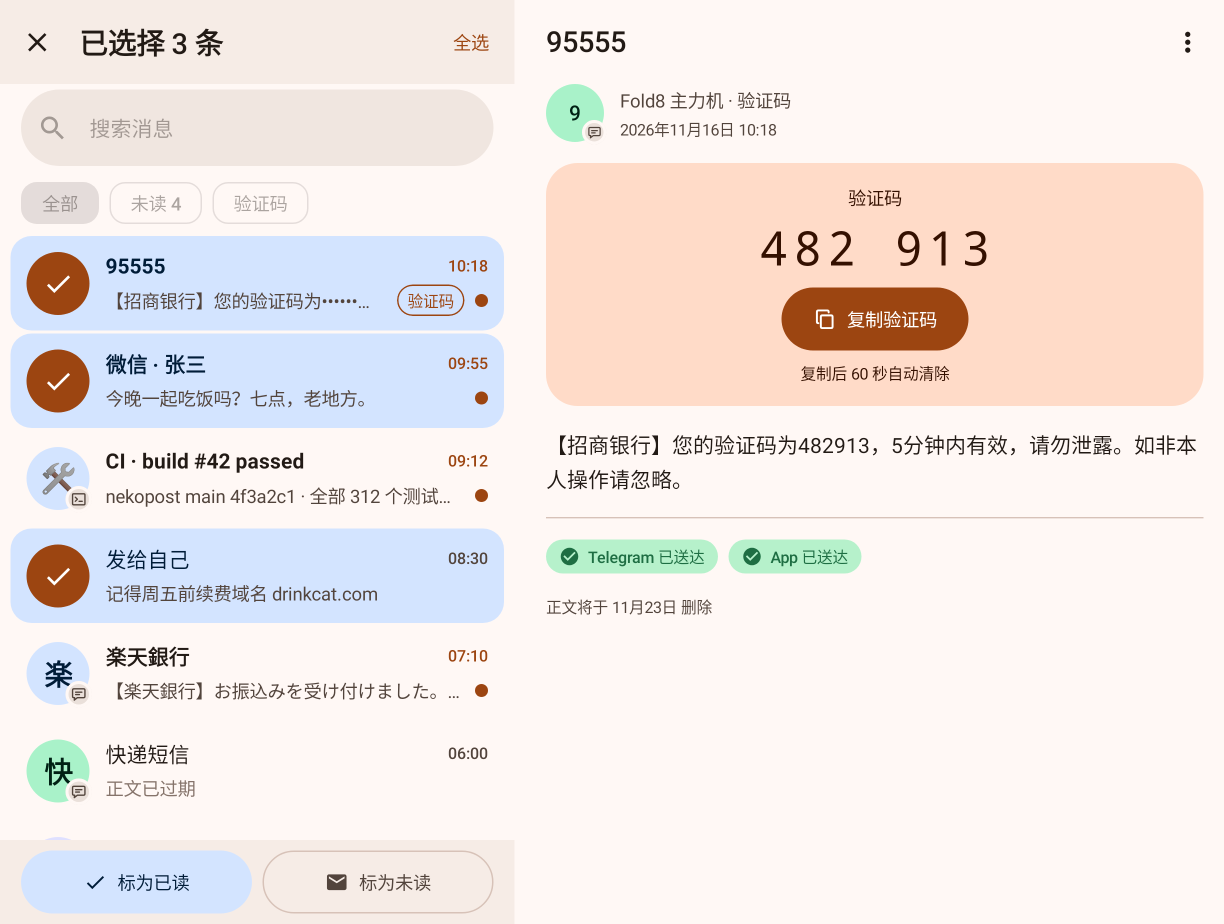 已选择 3 条
全选
搜索消息
全部
未读 4
验证码
95555
10:18
【招商银行】您的验证码为••••••...
验证码
微信 · 张三
09:55
今晚一起吃饭吗？七点，老地方。
CI · build #42 passed
09:12
nekopost main 4f3a2c1 · 全部 312 个测试...
发给自己
08:30
记得周五前续费域名 drinkcat.com
楽
楽天銀行
07:10
【楽天銀行】お振込みを受け付けました。...
快
快递短信
06:00
正文已过期
标为已读
标为未读
95555
9
Fold8 主力机 · 验证码
2026年11月16日 10:18
验证码
482 913
复制验证码
复制后 60 秒自动清除
【招商银行】您的验证码为482913，5分钟内有效，请勿泄露。如非本
人操作请忽略。
Telegram 已送达
App 已送达
正文将于 11月23日 删除